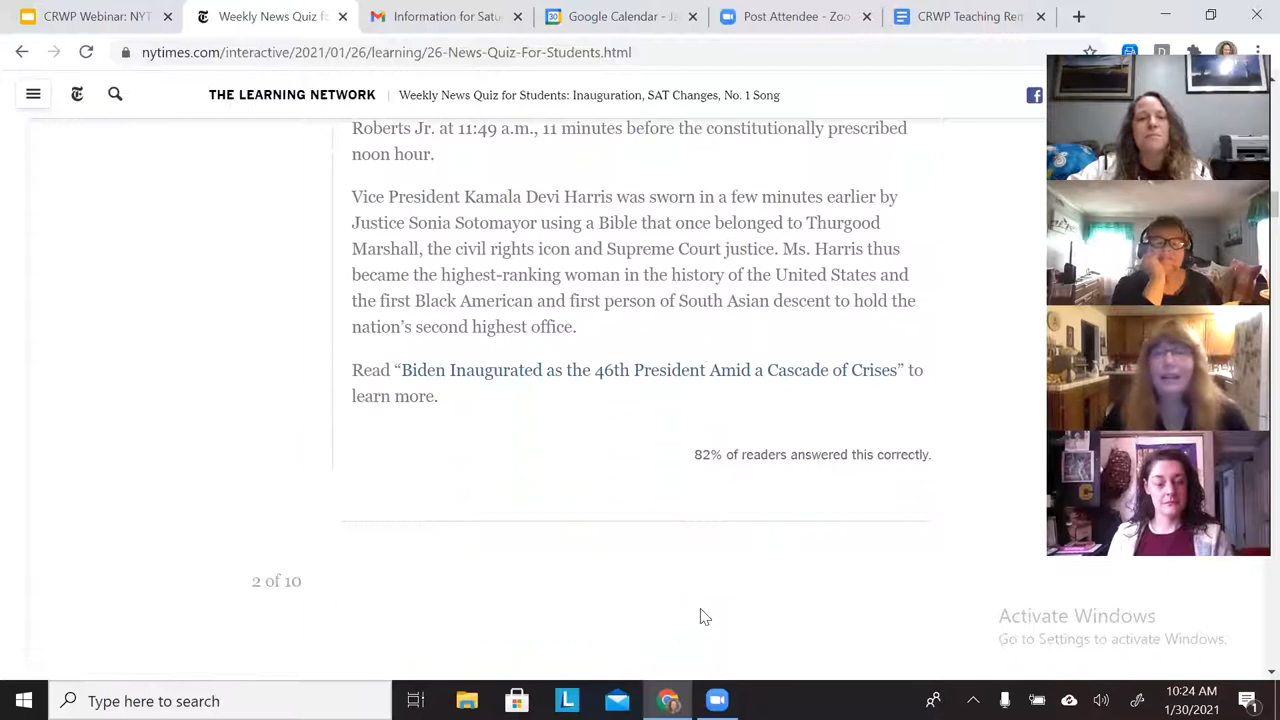 CRWP Webinar: NYT
Weekly News Quiz f
Information for Satu
Google Calendar - Ja
Post Attendee - Zoo
CRWP Teaching Re
nytimes.com/interactive/2021/01/26/learning/26-News-Quiz-For-Students.html
THE LEARNING NETWORK | Weekly News Quiz for Students: Inauguration, SAT Changes, No. 1 Song
Roberts Jr. at 11:49 a.m., 11 minutes before the constitutionally prescribed
noon hour.
Vice President Kamala Devi Harris was sworn in a few minutes earlier by
Justice Sonia Sotomayor using a Bible that once belonged to Thurgood
Marshall, the civil rights icon and Supreme Court justice. Ms. Harris thus
became the highest-ranking woman in the history of the United States and
the first Black American and first person of South Asian descent to hold the
nation’s second highest office.
Read “Biden Inaugurated as the 46th President Amid a Cascade of Crises” to
learn more.
82% of readers answered this correctly.
2 of 10
Activate Windows
Go to Settings to activate Windows.
Type here to search
10:24 AM
1/30/2021